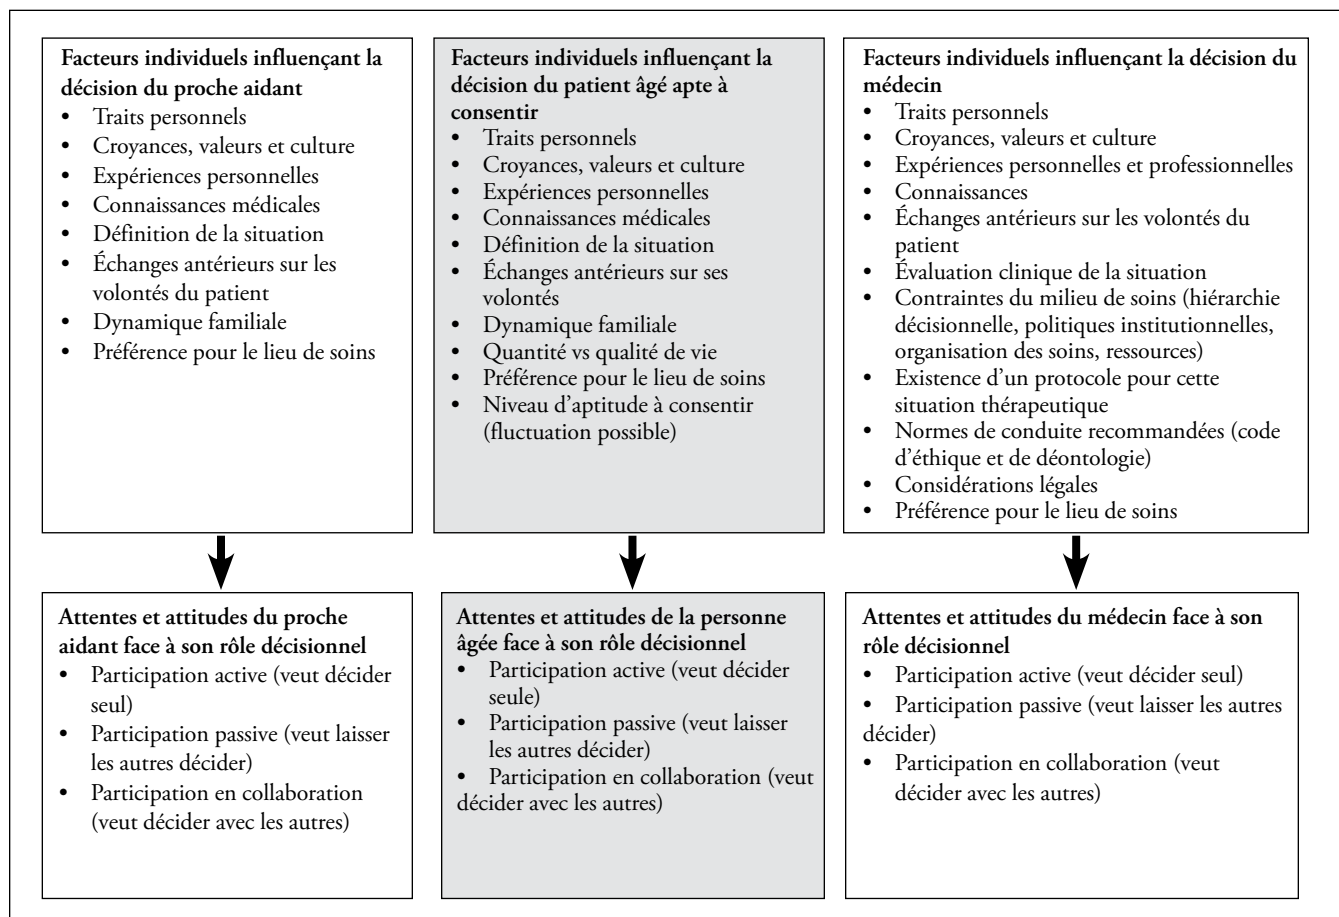 Facteurs individuels influençant la
décision du proche aidant
• Traits personnels
• Croyances, valeurs et culture
• Expériences personnelles
• Connaissances médicales
• Définition de la situation
• Échanges antérieurs sur les
volontés du patient
• Dynamique familiale
• Préférence pour le lieu de soins
Facteurs individuels influençant la
décision du patient âgé apte à
consentir
• Traits personnels
• Croyances, valeurs et culture
• Expériences personnelles
• Connaissances médicales
• Définition de la situation
• Échanges antérieurs sur ses
volontés
• Dynamique familiale
• Quantité vs qualité de vie
• Préférence pour le lieu de soins
• Niveau d’aptitude à consentir
(fluctuation possible)
Facteurs individuels influençant la décision du
médecin
• Traits personnels
• Croyances, valeurs et culture
• Expériences personnelles et professionnelles
• Connaissances
• Échanges antérieurs sur les volontés du
patient
• Évaluation clinique de la situation
• Contraintes du milieu de soins (hiérarchie
décisionnelle, politiques institutionnelles,
organisation des soins, ressources)
• Existence d’un protocole pour cette
situation thérapeutique
• Normes de conduite recommandées (code
d’éthique et de déontologie)
• Considérations légales
• Préférence pour le lieu de soins
Attentes et attitudes du proche
aidant face à son rôle décisionnel
• Participation active (veut décider
seul)
• Participation passive (veut laisser
les autres décider)
• Participation en collaboration
(veut décider avec les autres)
Attentes et attitudes de la personne
âgée face à son rôle décisionnel
• Participation active (veut décider
seule)
• Participation passive (veut laisser
les autres décider)
• Participation en collaboration (veut
décider avec les autres)
Attentes et attitudes du médecin face à son
rôle décisionnel
• Participation active (veut décider seul)
• Participation passive (veut laisser les autres
décider)
• Participation en collaboration (veut
décider avec les autres)